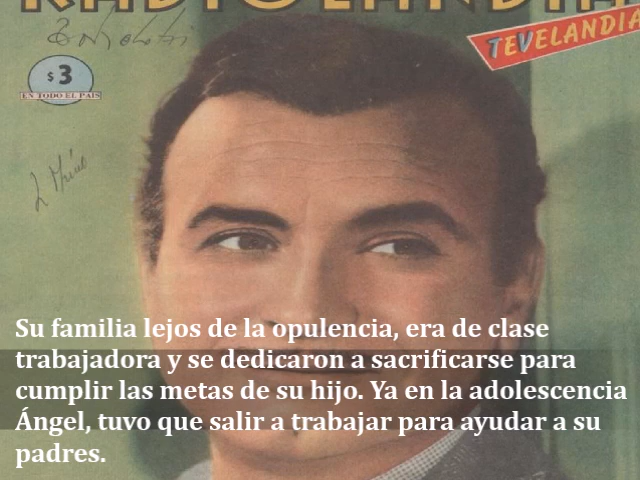 RADIOLANDIA
TEVELANDIA
$3
EN TODO EL PAIS
Su familia lejos de la opulencia, era de clase
trabajadora y se dedicaron a sacrificarse para
cumplir las metas de su hijo. Ya en la adolescencia
Ángel, tuvo que salir a trabajar para ayudar a su
padres.